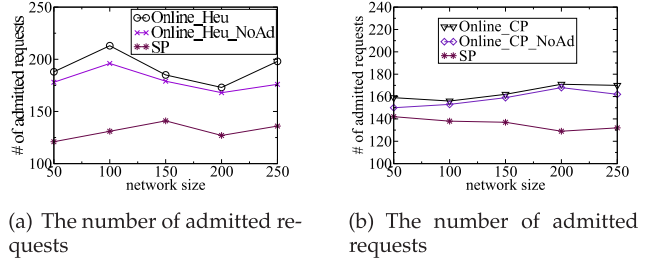 250
200
150
100
# of admitted requests
Online_Heu
Online_Heu_NoAd
SP
50 100 150 200 250
network size
(a) The number of admitted re-
quests
240
220
200
180
160
140
120
100
# of admitted requests
Online_CP
Online_CP_NoAd
SP
50 100 150 200 250
network size
(b) The number of admitted
requests